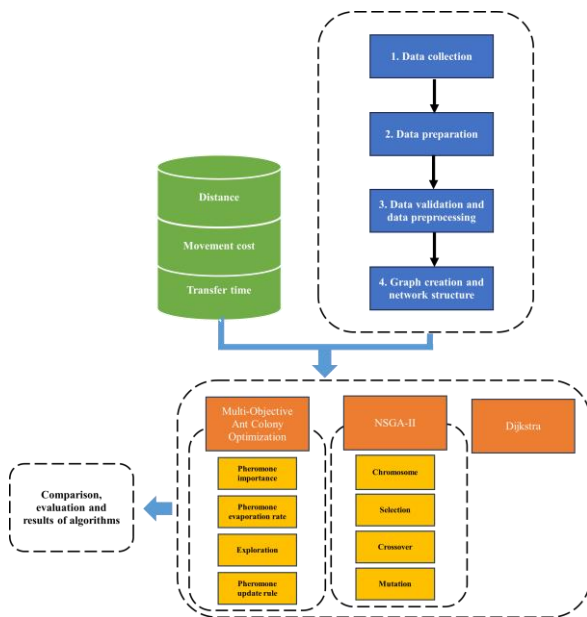 1. Data collection
2. Data preparation
3. Data validation and
data preprocessing
4. Graph creation and
network structure
Distance
Movement cost
Transfer time
Multi-Objective
Ant Colony
Optimization
Pheromone
importance
Pheromone
evaporation rate
Exploration
Pheromone
update rule
NSGA-II
Chromosome
Selection
Crossover
Mutation
Dijkstra
Comparison,
evaluation and
results of algorithms